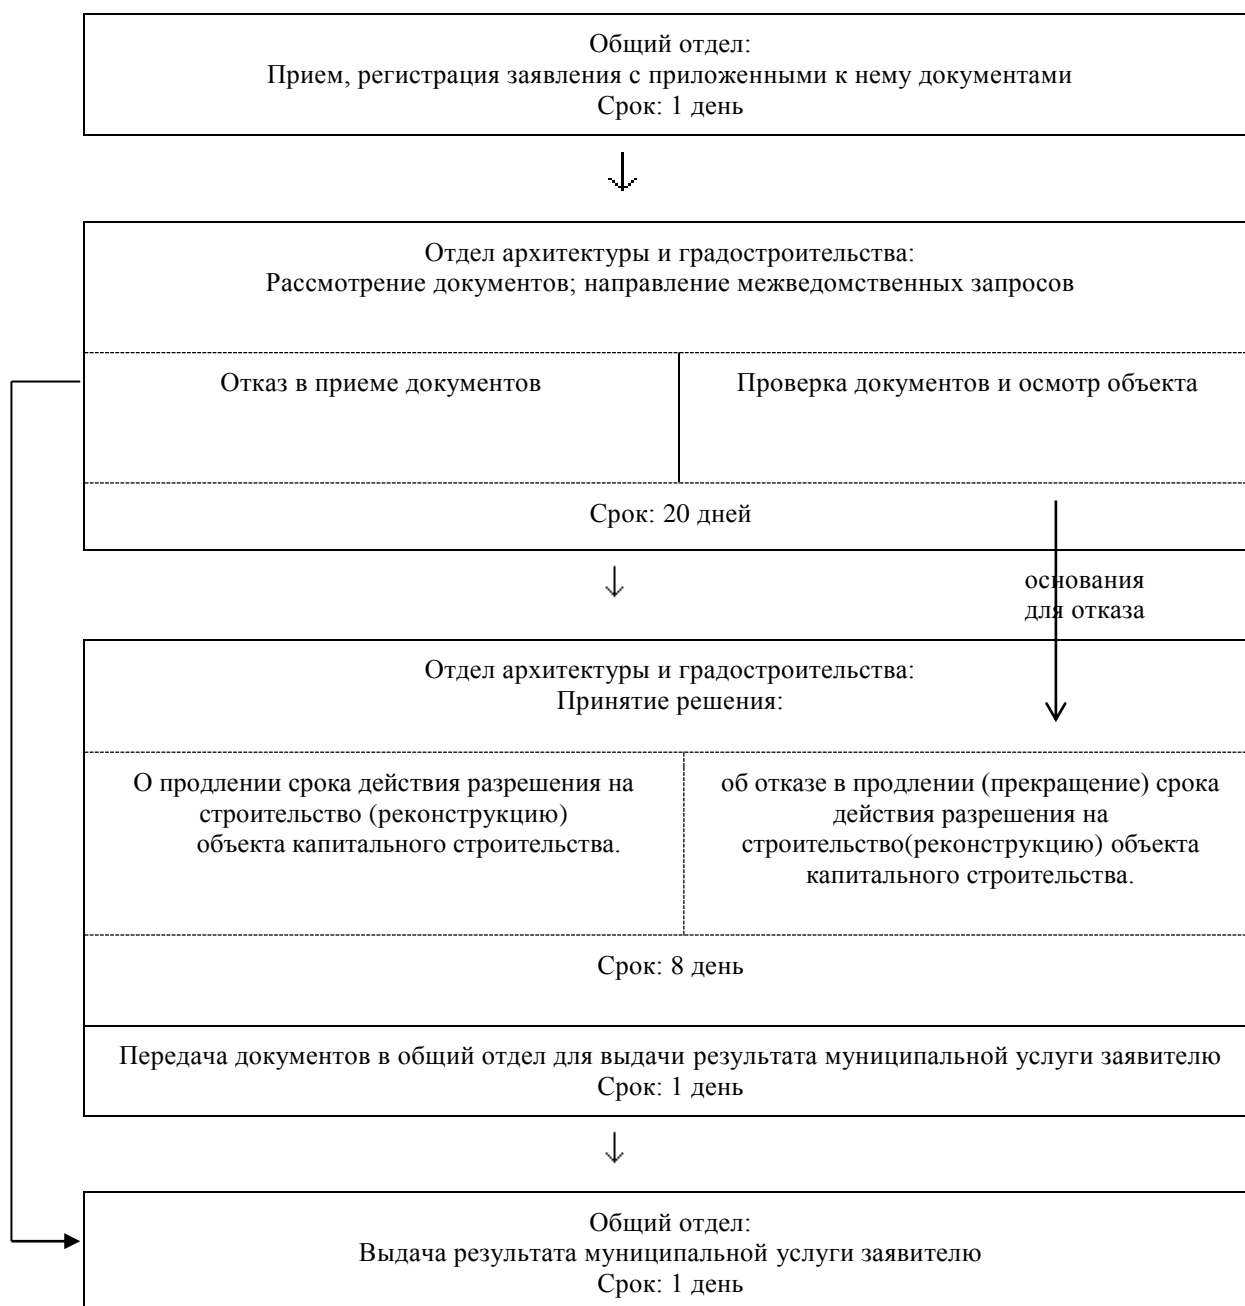 Общий отдел:
Прием, регистрация заявления с приложенными к нему документами
Срок: 1 день
Отдел архитектуры и градостроительства:
Рассмотрение документов; направление межведомственных запросов
Отказ в приеме документов
Проверка документов и осмотр объекта
Срок: 20 дней
основания
для отказа
Отдел архитектуры и градостроительства:
Принятие решения:
О продлении срока действия разрешения на
строительство (реконструкцию)
объекта капитального строительства.
об отказе в продлении (прекращение) срока
действия разрешения на
строительство(реконструкцию) объекта
капитального строительства.
Срок: 8 день
Передача документов в общий отдел для выдачи результата муниципальной услуги заявителю
Срок: 1 день
Общий отдел:
Выдача результата муниципальной услуги заявителю
Срок: 1 день